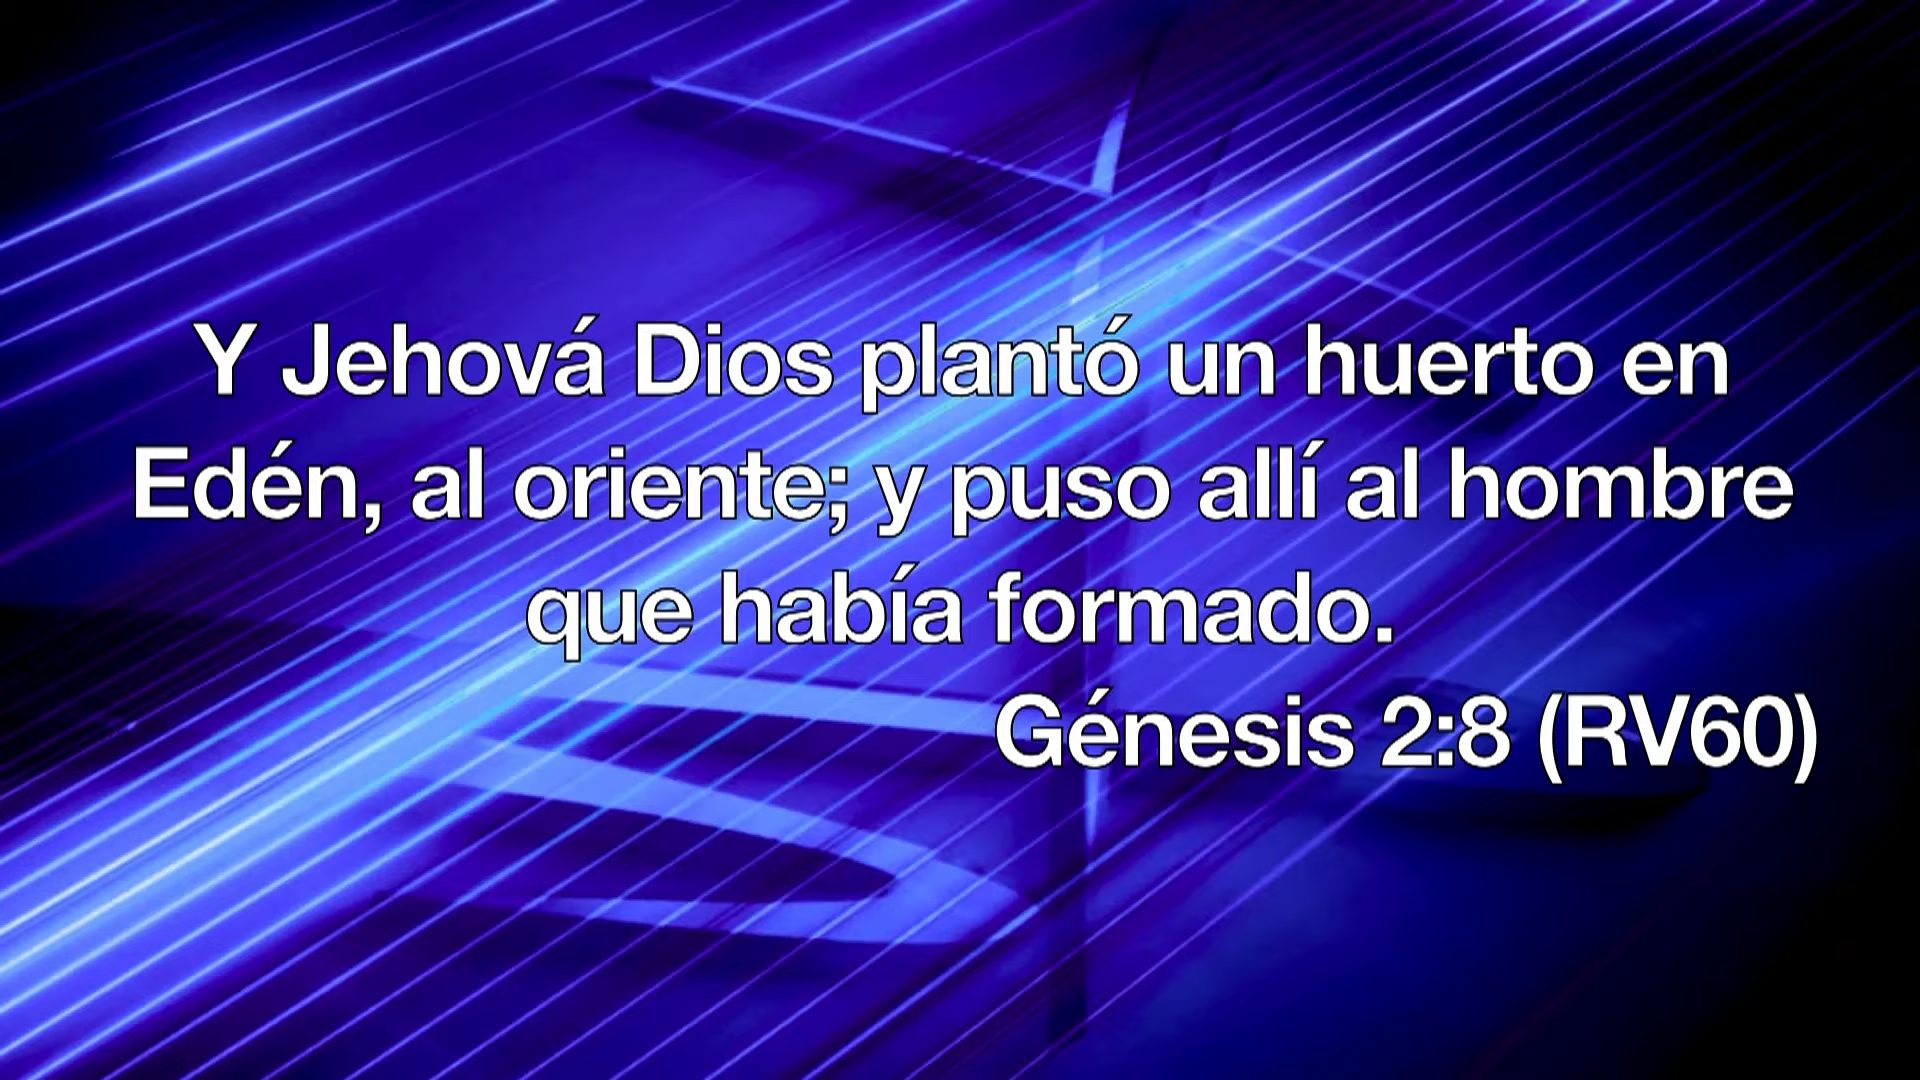 Y Jehová Dios plantó un huerto en
Edén, al oriente; y puso allí al hombre
que había formado.
Génesis 2:8 (RV60)